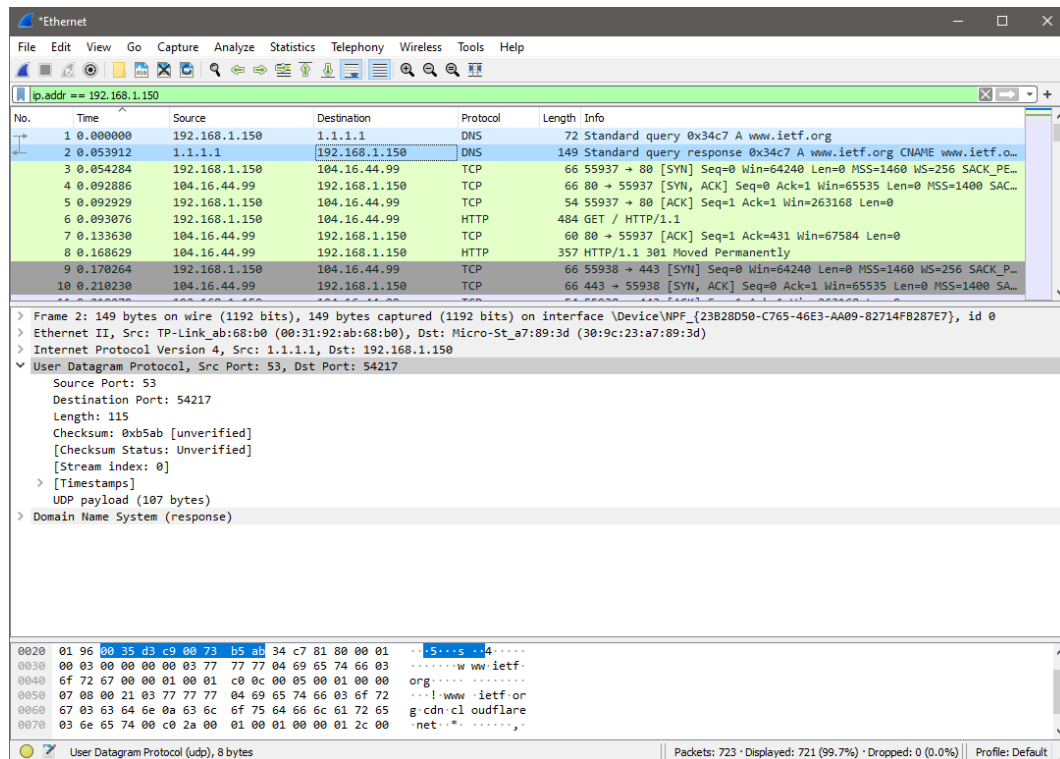 *Ethernet
File Edit View Go Capture Analyze Statistics Telephony Wireless Tools Help
ip.addr == 192.168.1.150
No. Time Source Destination Protocol Length Info
1 0.000000 192.168.1.150 1.1.1.1 DNS 72 Standard query 0x34c7 A www.ietf.org
2 0.053912 1.1.1.1 192.168.1.150 DNS 149 Standard query response 0x34c7 A www.ietf.org CNAME www.ietf.o…
3 0.054284 192.168.1.150 104.16.44.99 TCP 66 55937 → 80 [SYN] Seq=0 Win=64240 Len=0 MSS=1460 WS=256 SACK_PE…
4 0.092886 104.16.44.99 192.168.1.150 TCP 66 80 → 55937 [SYN, ACK] Seq=0 Ack=1 Win=65535 Len=0 MSS=1400 SAC…
5 0.092929 192.168.1.150 104.16.44.99 TCP 54 55937 → 80 [ACK] Seq=1 Ack=1 Win=263168 Len=0
6 0.093076 192.168.1.150 104.16.44.99 HTTP 484 GET / HTTP/1.1
7 0.133630 104.16.44.99 192.168.1.150 TCP 60 80 → 55937 [ACK] Seq=1 Ack=431 Win=67584 Len=0
8 0.168629 104.16.44.99 192.168.1.150 HTTP 357 HTTP/1.1 301 Moved Permanently
9 0.170264 192.168.1.150 104.16.44.99 TCP 66 55938 → 443 [SYN] Seq=0 Win=64240 Len=0 MSS=1460 WS=256 SACK_P…
10 0.210230 104.16.44.99 192.168.1.150 TCP 66 443 → 55938 [SYN, ACK] Seq=0 Ack=1 Win=65535 Len=0 MSS=1400 SA…
> Frame 2: 149 bytes on wire (1192 bits), 149 bytes captured (1192 bits) on interface \Device\NPF_{23B28D50-C765-46E3-AA09-82714FB287E7}, id 0
> Ethernet II, Src: TP-Link_ab:68:b0 (00:31:92:ab:68:b0), Dst: Micro-St_a7:89:3d (30:9c:23:a7:89:3d)
> Internet Protocol Version 4, Src: 1.1.1.1, Dst: 192.168.1.150
User Datagram Protocol, Src Port: 53, Dst Port: 54217
Source Port: 53
Destination Port: 54217
Length: 115
Checksum: 0xb5ab [unverified]
[Checksum Status: Unverified]
[Stream index: 0]
> [Timestamps]
UDP payload (107 bytes)
> Domain Name System (response)
0020 01 96 00 35 d3 c9 00 73 b5 ab 34 c7 81 80 00 01 ···5···s ··4·····
0030 00 03 00 00 00 00 03 77 77 77 04 69 65 74 66 03 ·······w ww·ietf·
0040 6f 72 67 00 00 01 00 01 c0 0c 00 05 00 01 00 00 org····· ········
0050 07 08 00 21 03 77 77 77 04 69 65 74 66 03 6f 72 ···!·www ·ietf·or
0060 67 03 63 64 6e 0a 63 6c 6f 75 64 66 6c 61 72 65 g·cdn·cl oudflare
0070 03 6e 65 74 00 c0 2a 00 01 00 01 00 00 01 2c 00 ·net··*· ······,·
User Datagram Protocol (udp), 8 bytes Packets: 723 · Displayed: 721 (99.7%) · Dropped: 0 (0.0%) Profile: Default